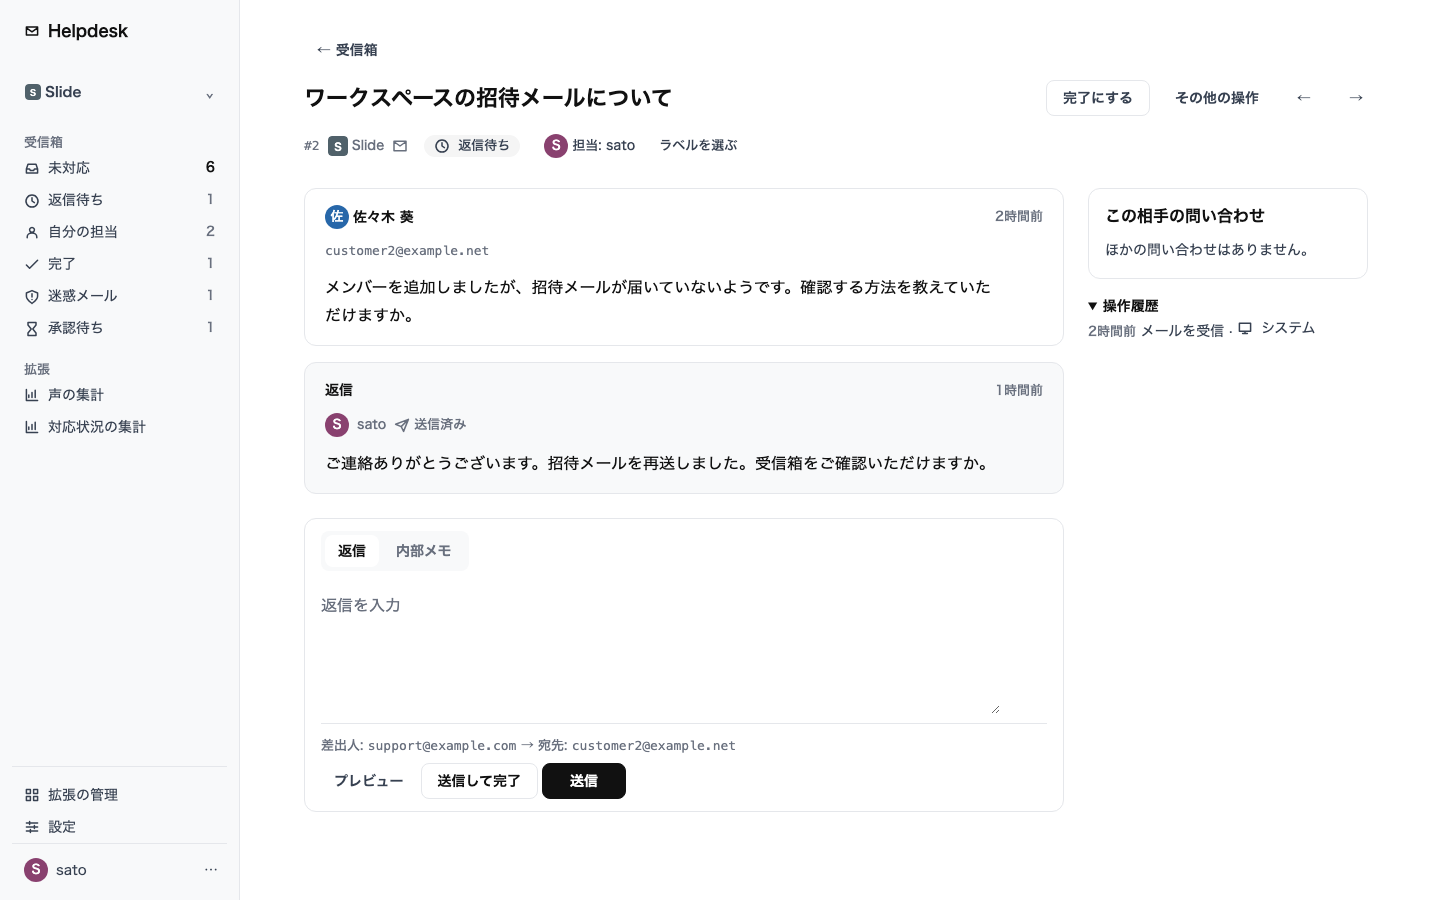 Helpdesk
S Slide
受信箱
未対応 6
返信待ち 1
自分の担当 2
完了 1
迷惑メール 1
承認待ち 1
拡張
声の集計
対応状況の集計
拡張の管理
設定
S sato ···
← 受信箱
ワークスペースの招待メールについて
完了にする その他の操作 ← →
#2 S Slide 返信待ち S 担当: sato ラベルを選ぶ
佐 佐々木 葵 2時間前
customer2@example.net
メンバーを追加しましたが、招待メールが届いていないようです。確認する方法を教えていた
だけますか。
返信 1時間前
S sato 送信済み
ご連絡ありがとうございます。招待メールを再送しました。受信箱をご確認いただけますか。
返信 内部メモ
返信を入力
差出人: support@example.com → 宛先: customer2@example.net
プレビュー 送信して完了 送信
この相手の問い合わせ
ほかの問い合わせはありません。
▼ 操作履歴
2時間前 メールを受信 · システム